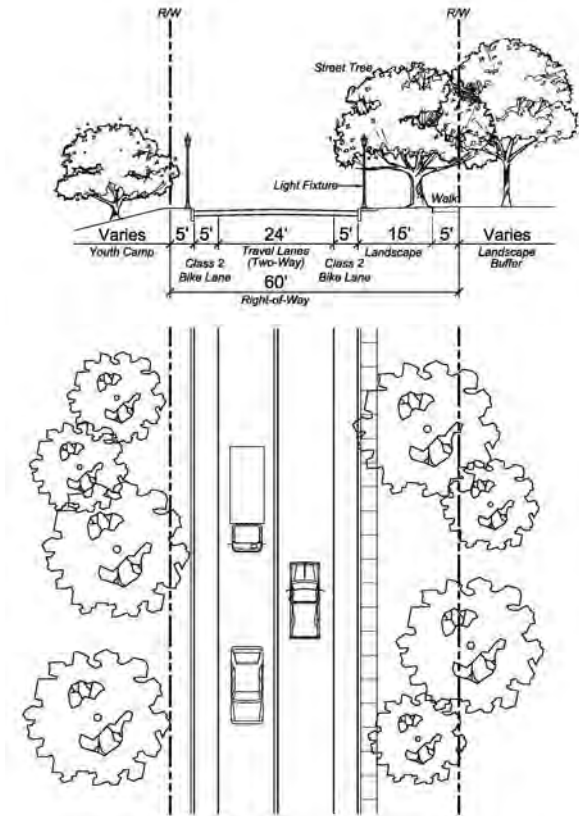 R/W R/W
Street Tree
Light Fixture
Walk
Varies 5' 5' 24' 5' 15' 5' Varies
Youth Camp Travel Lanes Landscape Landscape
(Two-Way) Buffer
Class 2 Class 2
Bike Lane Bike Lane
60'
Right-of-Way